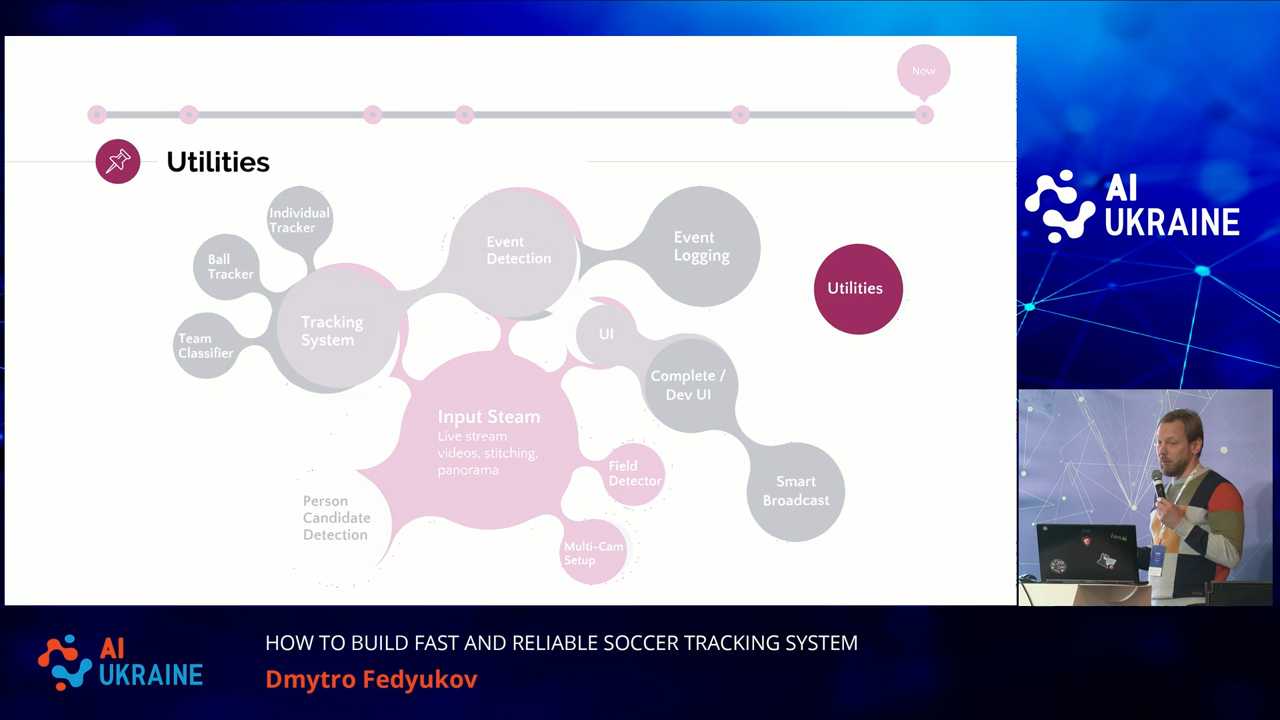 Now
Utilities
Individual
Tracker
Ball
Tracker
Team
Classifier
Tracking
System
Event
Detection
Event
Logging
Utilities
UI
Complete /
Dev UI
Input Steam
Live stream
videos, stitching,
panorama
Field
Detector
Smart
Broadcast
Person
Candidate
Detection
Multi-Cam
Setup
AI
UKRAINE
AI
UKRAINE
HOW TO BUILD FAST AND RELIABLE SOCCER TRACKING SYSTEM
Dmytro Fedyukov